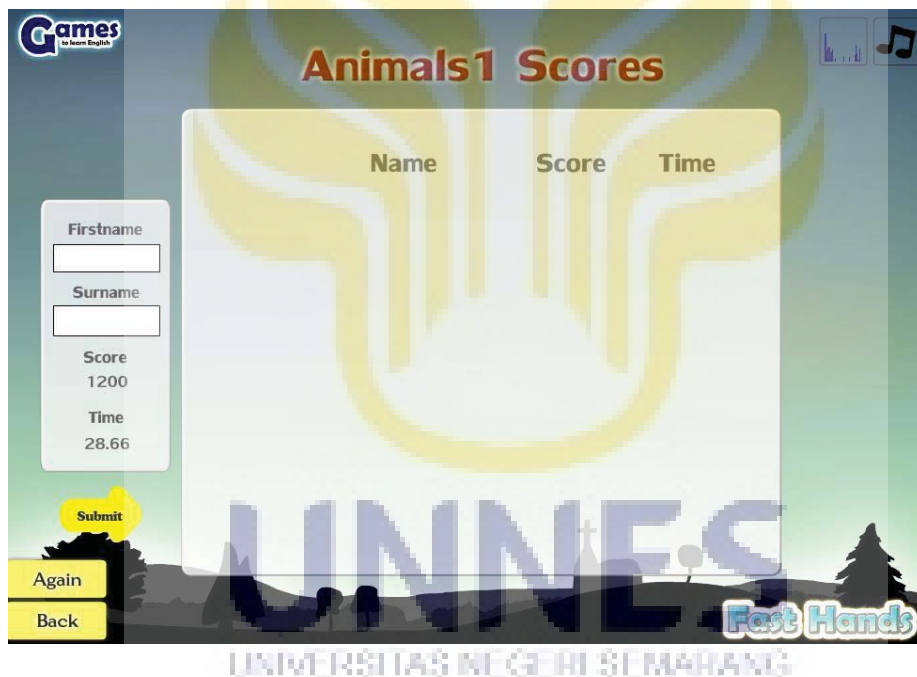 Games
to learn English
Animals1 Scores
Name Score Time
Firstname
Surname
Score
1200
Time
28.66
Submit
Again
Back
Fast Hands
UNNES
UNIVERSITAS NEGERI SEMARANG